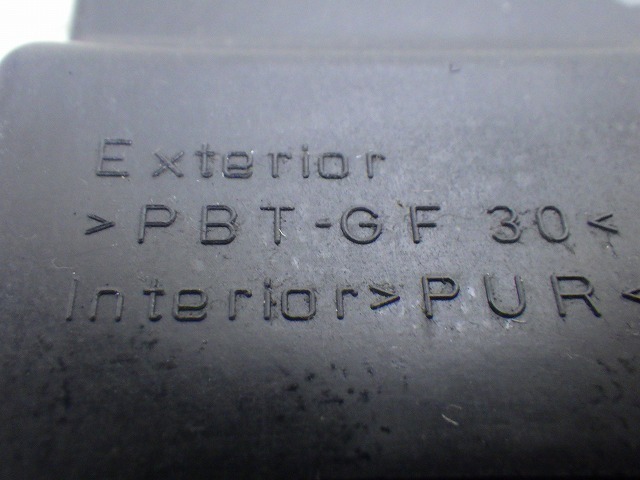 Exterior
>PBT-GF 30<
Interior>PUR<